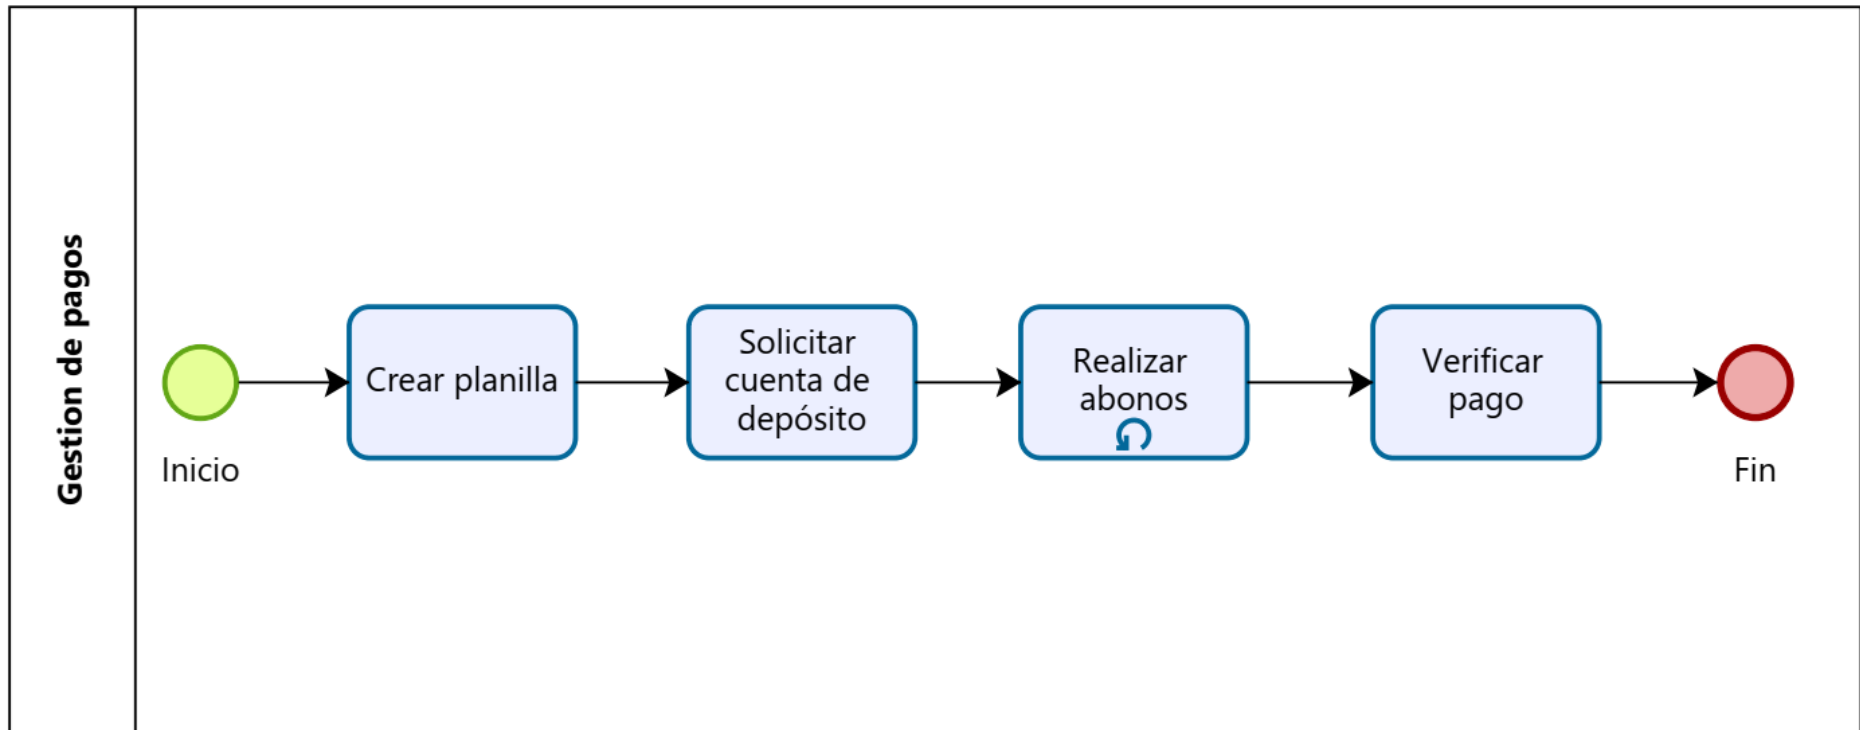 Gestion de pagos
Inicio
Crear planilla
Solicitar
cuenta de
depósito
Realizar
abonos
Verificar
pago
Fin